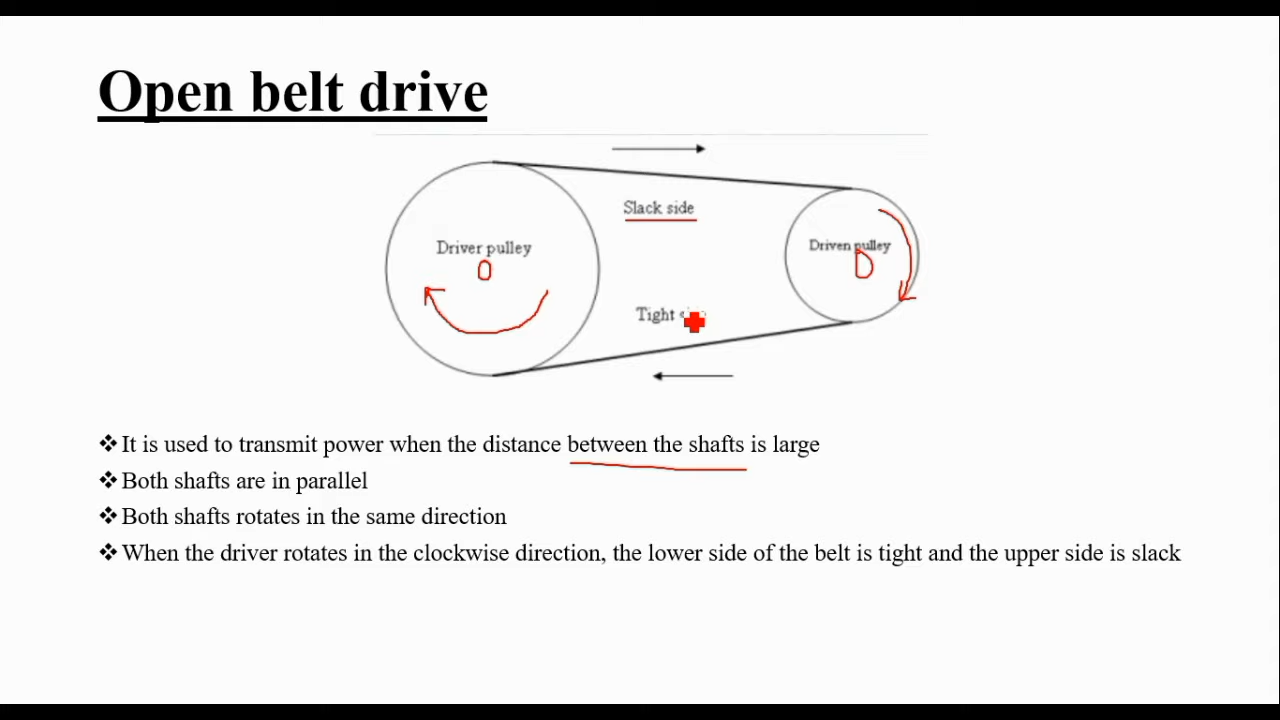 Open belt drive
Slack side
Driver pulley
Driven pulley
O
D
Tight
❖It is used to transmit power when the distance between the shafts is large
❖Both shafts are in parallel
❖Both shafts rotates in the same direction
❖When the driver rotates in the clockwise direction, the lower side of the belt is tight and the upper side is slack